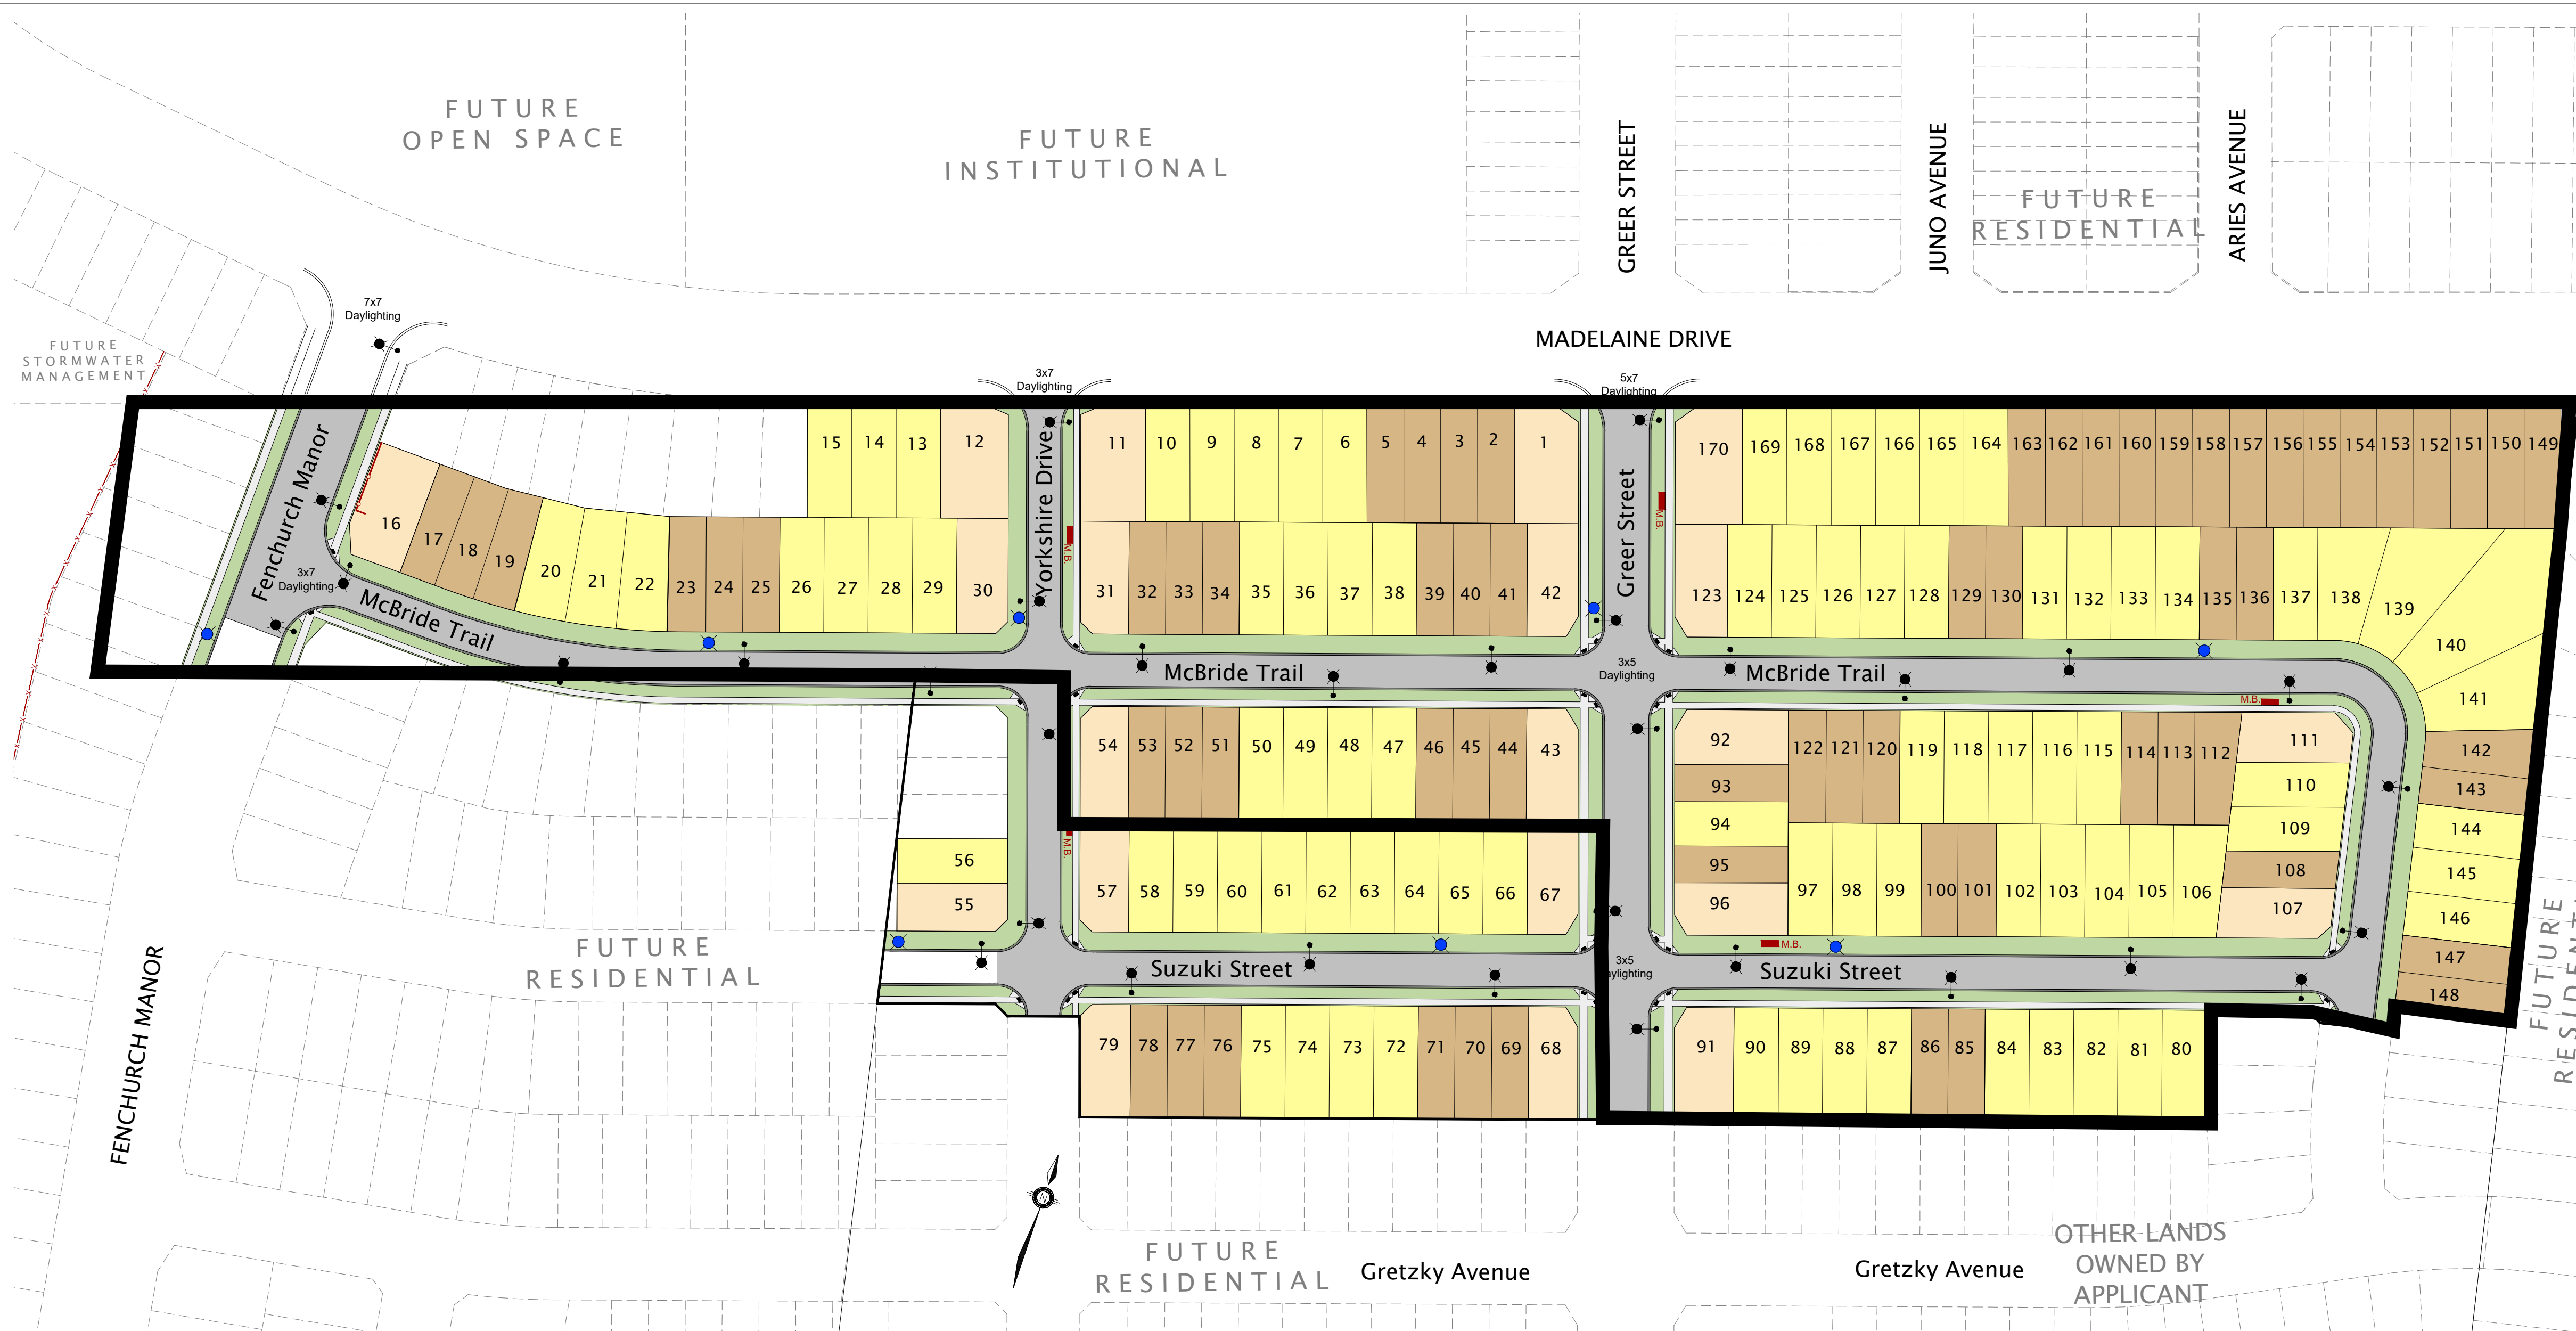 FUTURE
OPEN SPACE
FUTURE
INSTITUTIONAL
GREER STREET
JUNO AVENUE
FUTURE
RESIDENTIAL
ARIES AVENUE
7x7
Daylighting
FUTURE
STORMWATER
MANAGEMENT
MADELAINE DRIVE
3x7
Daylighting
5x7
Daylighting
15 14 13 12
11 10 9 8 7 6 5 4 3 2 1
170 169 168 167 166 165 164 163 162 161 160 159 158 157 156 155 154 153 152 151 150 149
Fenchurch Manor
Yorkshire Drive
Greer Street
M.B.
M.B.
16 17 18 19 20 21 22 23 24 25 26 27 28 29 30
31 32 33 34 35 36 37 38 39 40 41 42
123 124 125 126 127 128 129 130 131 132 133 134 135 136 137 138 139 140 141
3x7
Daylighting
McBride Trail
McBride Trail
3x5
Daylighting
McBride Trail
M.B.
54 53 52 51 50 49 48 47 46 45 44 43
92 122 121 120 119 118 117 116 115 114 113 112 111
93
94
95
96
110
109
108
107
142
143
144
145
146
147
148
M.B.
56
55
57 58 59 60 61 62 63 64 65 66 67
97 98 99 100 101 102 103 104 105 106
M.B.
Suzuki Street
3x5
aylighting
Suzuki Street
FUTURE
RESIDENTIAL
FENCHURCH MANOR
79 78 77 76 75 74 73 72 71 70 69 68
91 90 89 88 87 86 85 84 83 82 81 80
FUTURE
N
FUTURE
RESIDENTIAL
Gretzky Avenue
Gretzky Avenue
OTHER LANDS
OWNED BY
APPLICANT